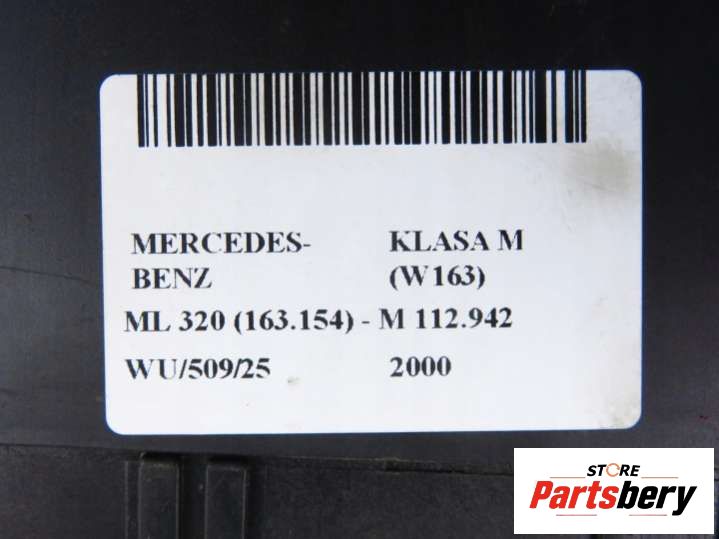 MERCEDES- KLASA M
BENZ (W163)
ML 320 (163.154) - M 112.942
WU/509/25 2000
STORE
Partsbery